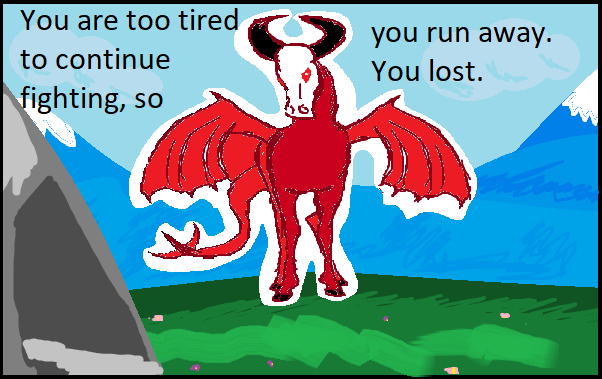 You are too tired
to continue
fighting, so
you run away.
You lost.